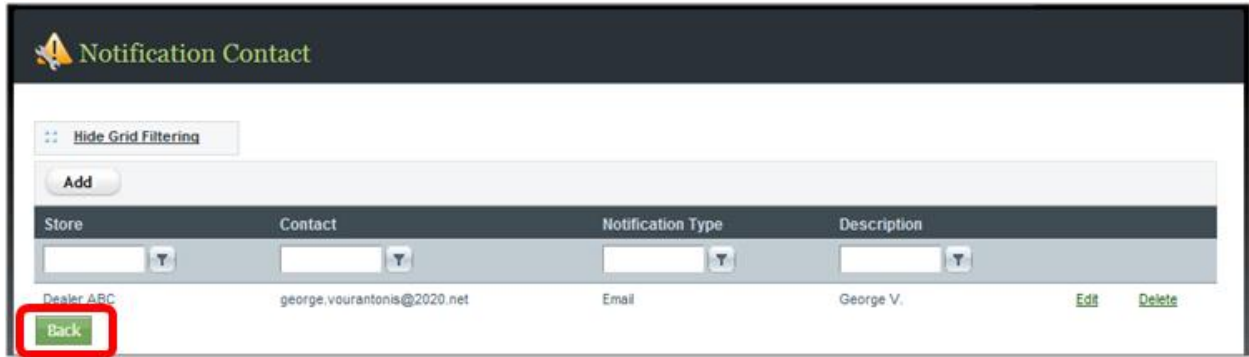 Notification Contact
Hide Grid Filtering
Add
Store Contact Notification Type Description
Dealer ABC george.vourantonis@2020.net Email George V. Edit Delete
Back